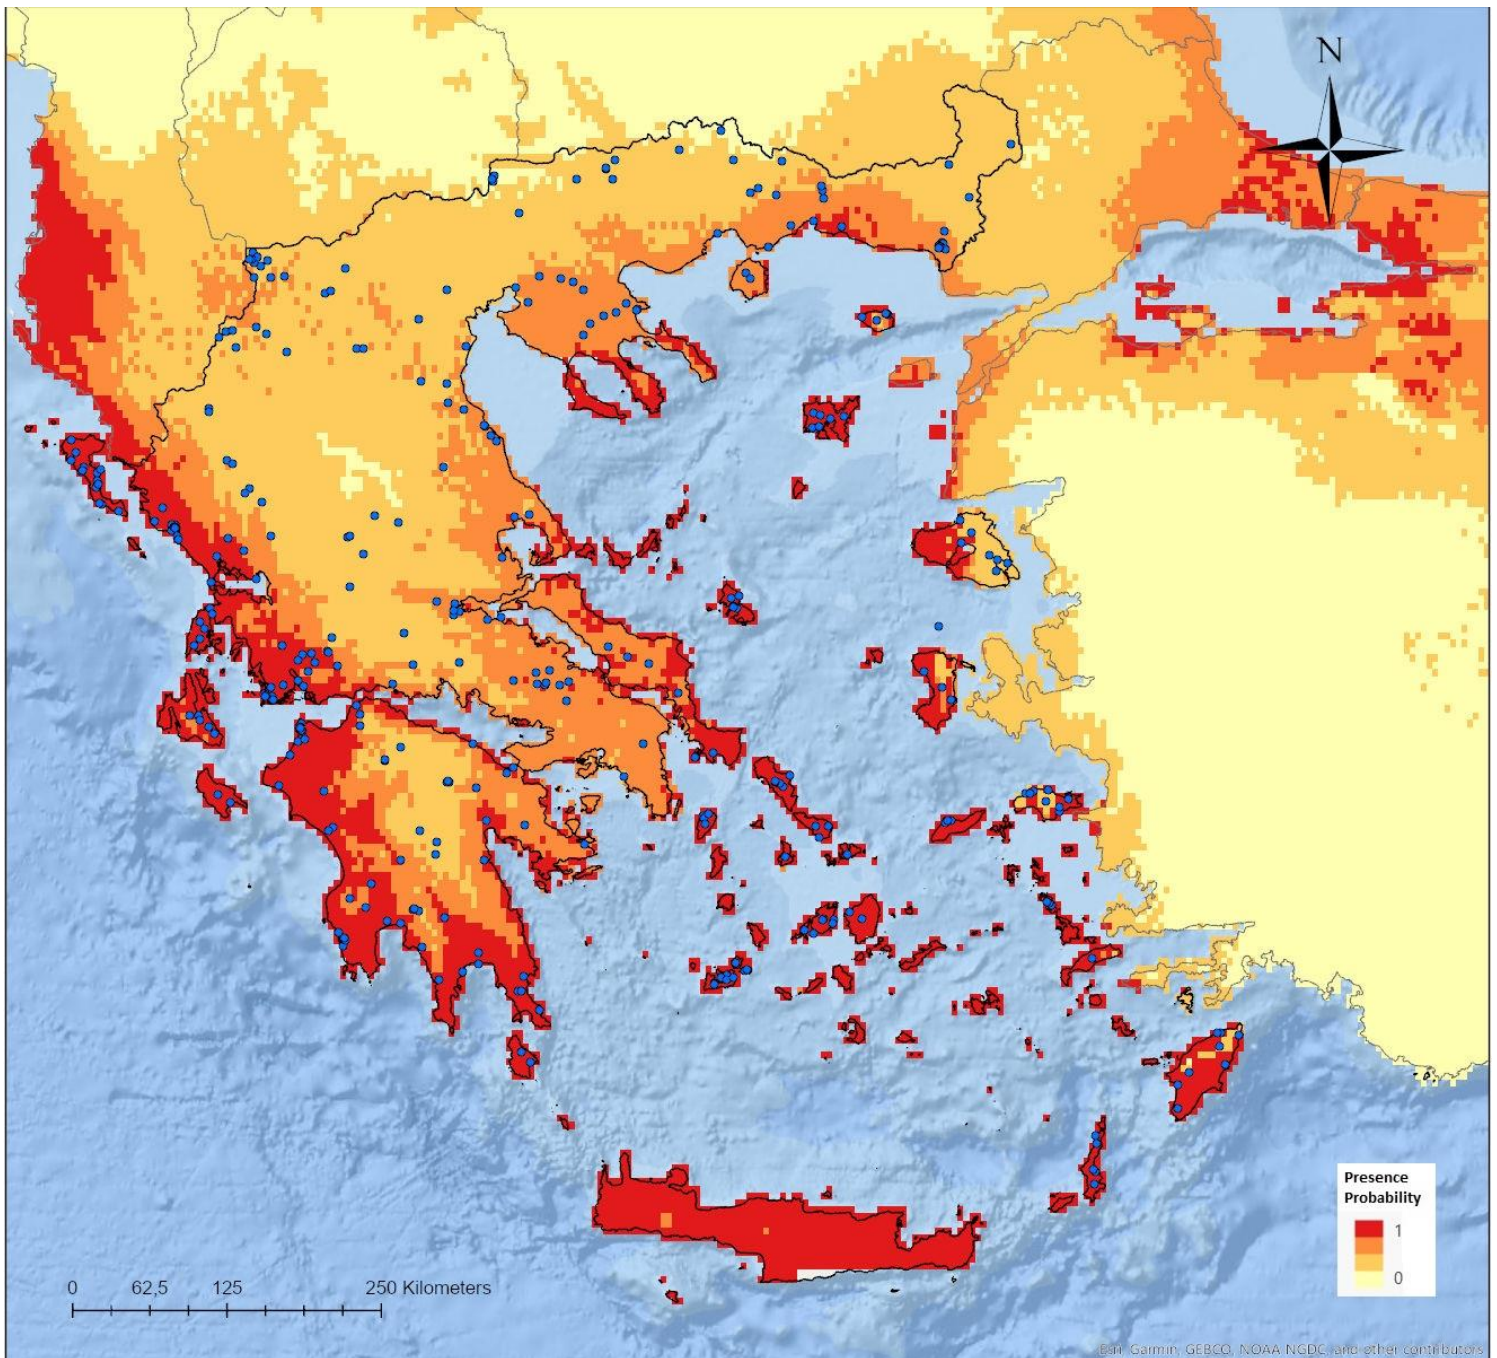 N
Presence
Probability
1
0
0 62,5 125 250 Kilometers
Esri, Garmin, GEBCO, NOAA NGDC, and other contributors